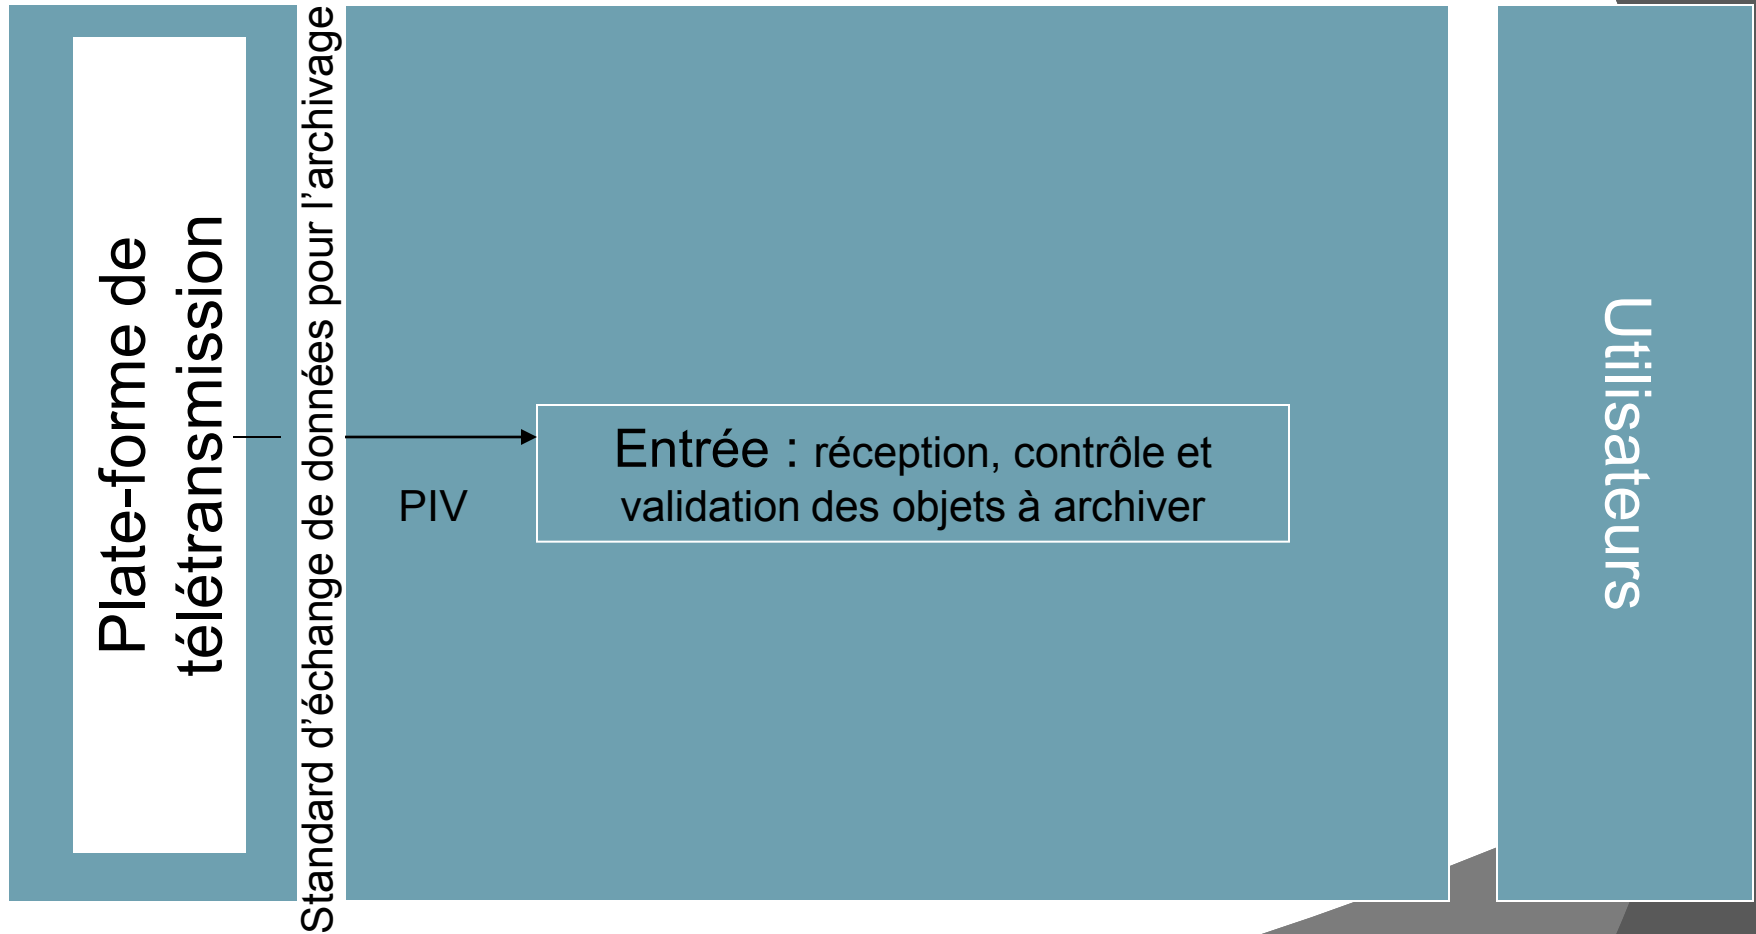 Plate-forme de
télétransmission
Standard d’échange de données pour l’archivage
PIV
Entrée : réception, contrôle et
validation des objets à archiver
Utilisateurs